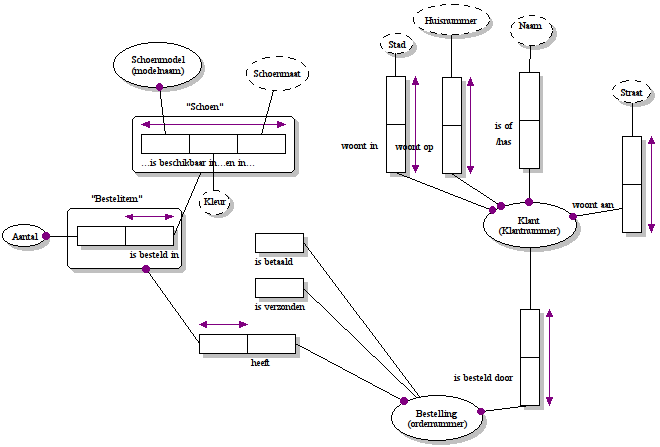 Huisnummer
Naam
Stad
Schoenmodel
(modelnaam)
Schoenmaat
Straat
"Schoen"
is of
/has
woont in
woont op
...is beschikbaar in...en in...
"Bestelitem"
Kleur
woont aan
Klant
(Klantnummer)
Aantal
is besteld in
is betaald
is verzonden
heeft
is besteld door
Bestelling
(ordernummer)